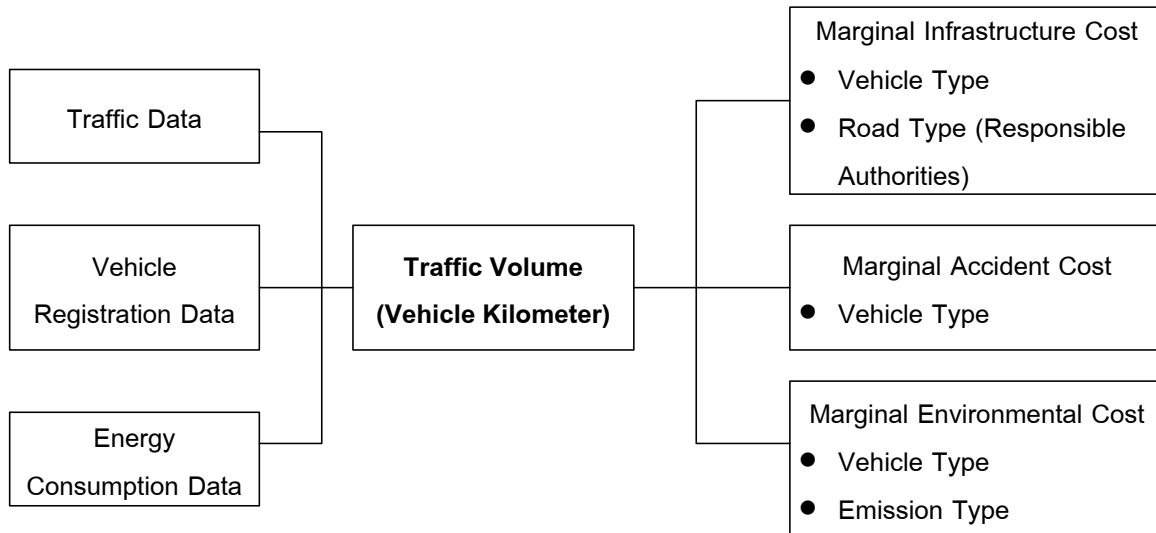 Traffic Data
Vehicle
Registration Data
Energy
Consumption Data
Traffic Volume
(Vehicle Kilometer)
Marginal Infrastructure Cost
● Vehicle Type
● Road Type (Responsible
Authorities)
Marginal Accident Cost
● Vehicle Type
Marginal Environmental Cost
● Vehicle Type
● Emission Type